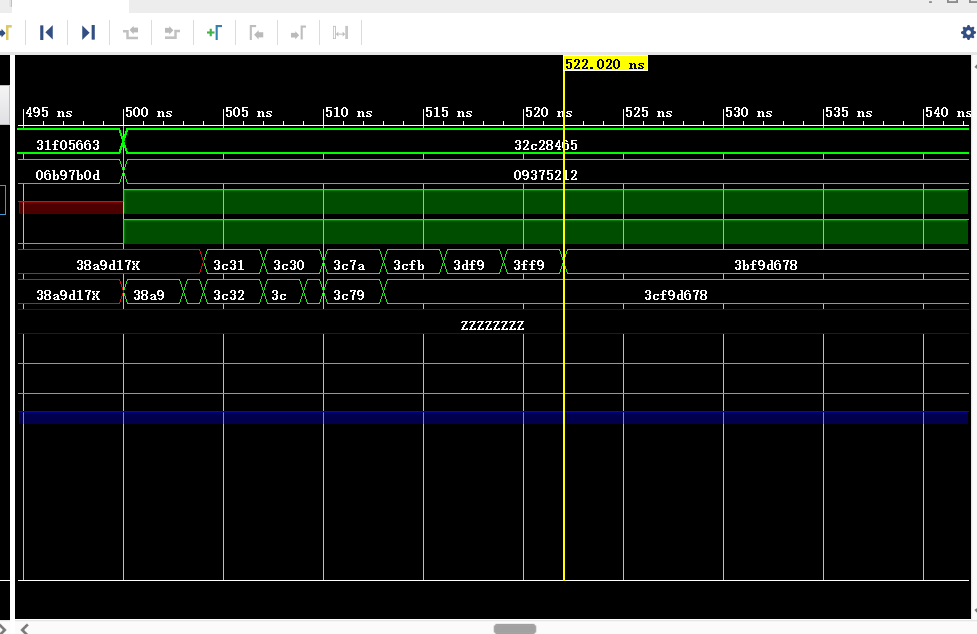 522.020 ns
495 ns 500 ns 505 ns 510 ns 515 ns 520 ns 525 ns 530 ns 535 ns 540 ns
31f05663 32c28465
06b97b0d 09375212
38a9d17X 3c31 3c30 3c7a 3cfb 3df9 3ff9 3bf9d678
38a9d17X 38a9 3c32 3c 3c79 3cf9d678
ZZZZZZZZ